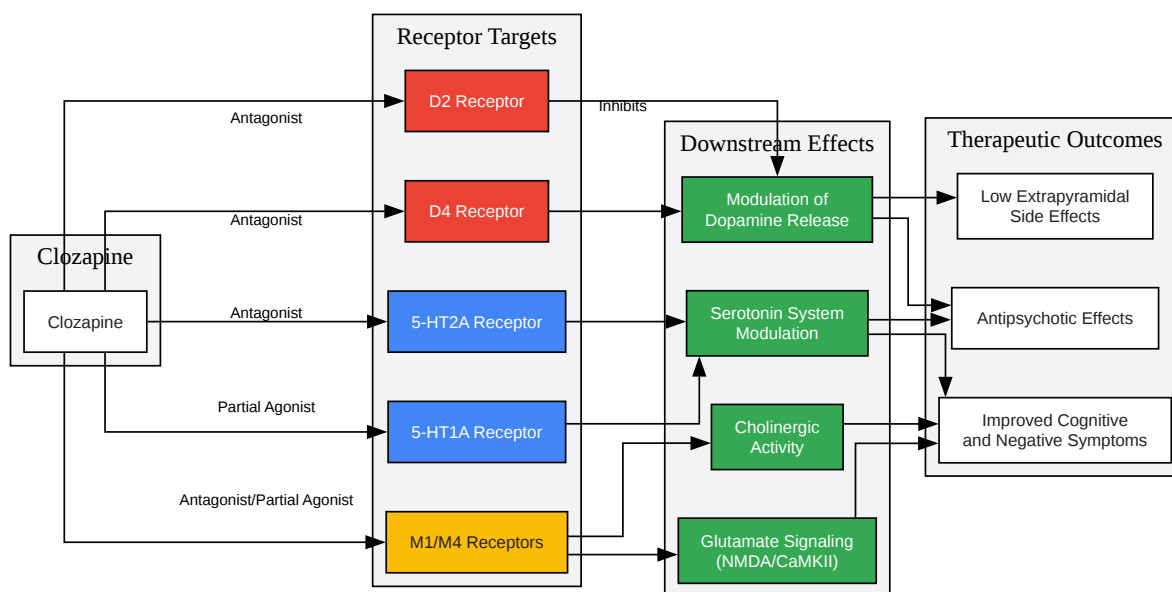 Receptor Targets
D2 Receptor
Inhibits
Antagonist
Downstream Effects
Therapeutic Outcomes
D4 Receptor
Modulation of
Dopamine Release
Low Extrapyramidal
Side Effects
Antagonist
Clozapine
Clozapine
Antagonist
5-HT2A Receptor
Serotonin System
Modulation
Antipsychotic Effects
Partial Agonist
5-HT1A Receptor
Cholinergic
Activity
Improved Cognitive
and Negative Symptoms
Antagonist/Partial Agonist
M1/M4 Receptors
Glutamate Signaling
(NMDA/CaMKII)